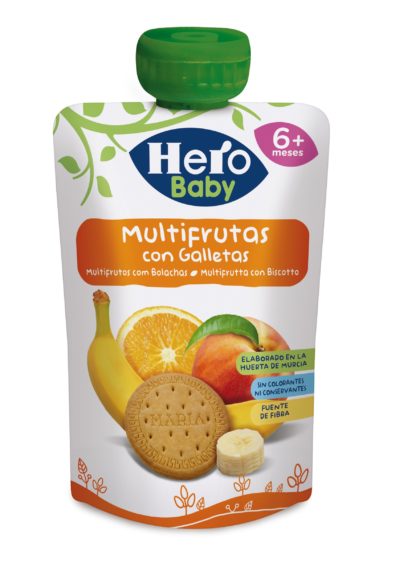 6+
meses
Hero
Baby
Multifrutas
con Galletas
Multifrutas com Bolachas • Multifrutta con Biscotto
ELABORADO EN LA
HUERTA DE MURCIA
SIN COLORANTES
NI CONSERVANTES
FUENTE
DE FIBRA
MARIA